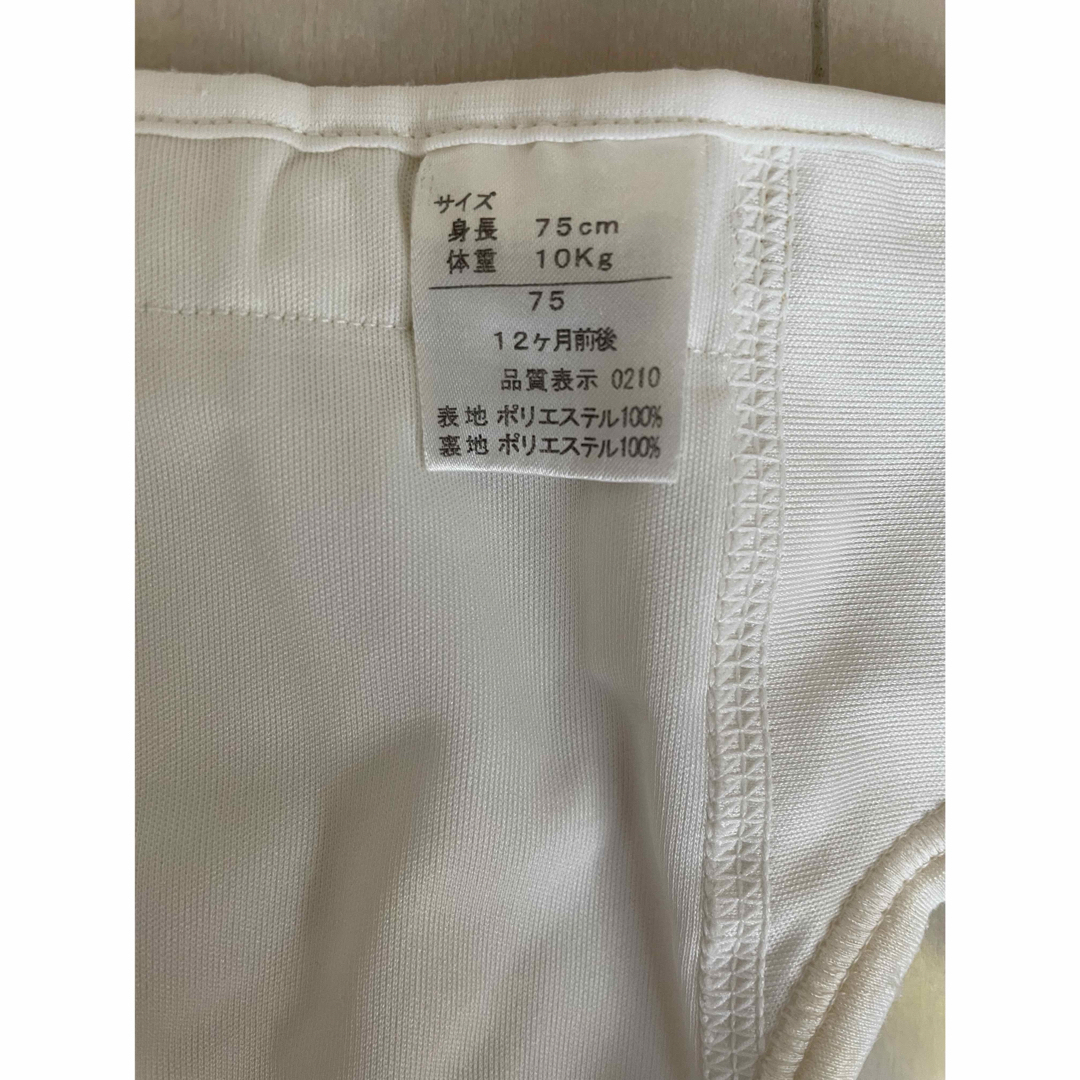 サイズ
身長 75cm
体重 10Kg
75
12ヶ月前後
品質表示 0210
表地 ポリエステル100%
裏地 ポリエステル100%